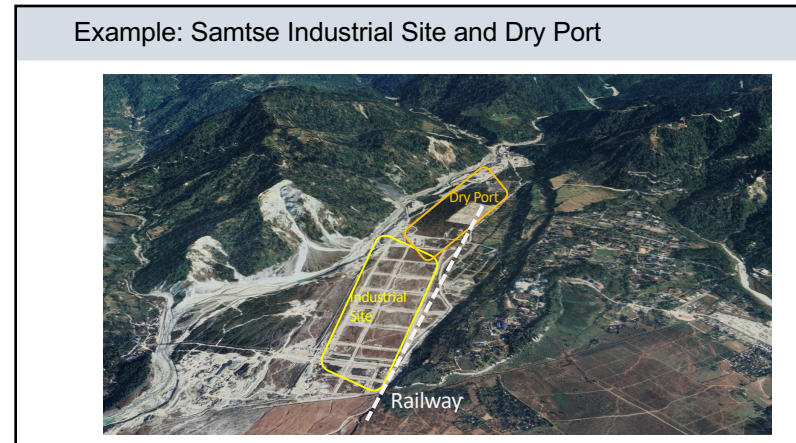 Example: Samtse Industrial Site and Dry Port
Dry Port
Industrial
Site
Railway